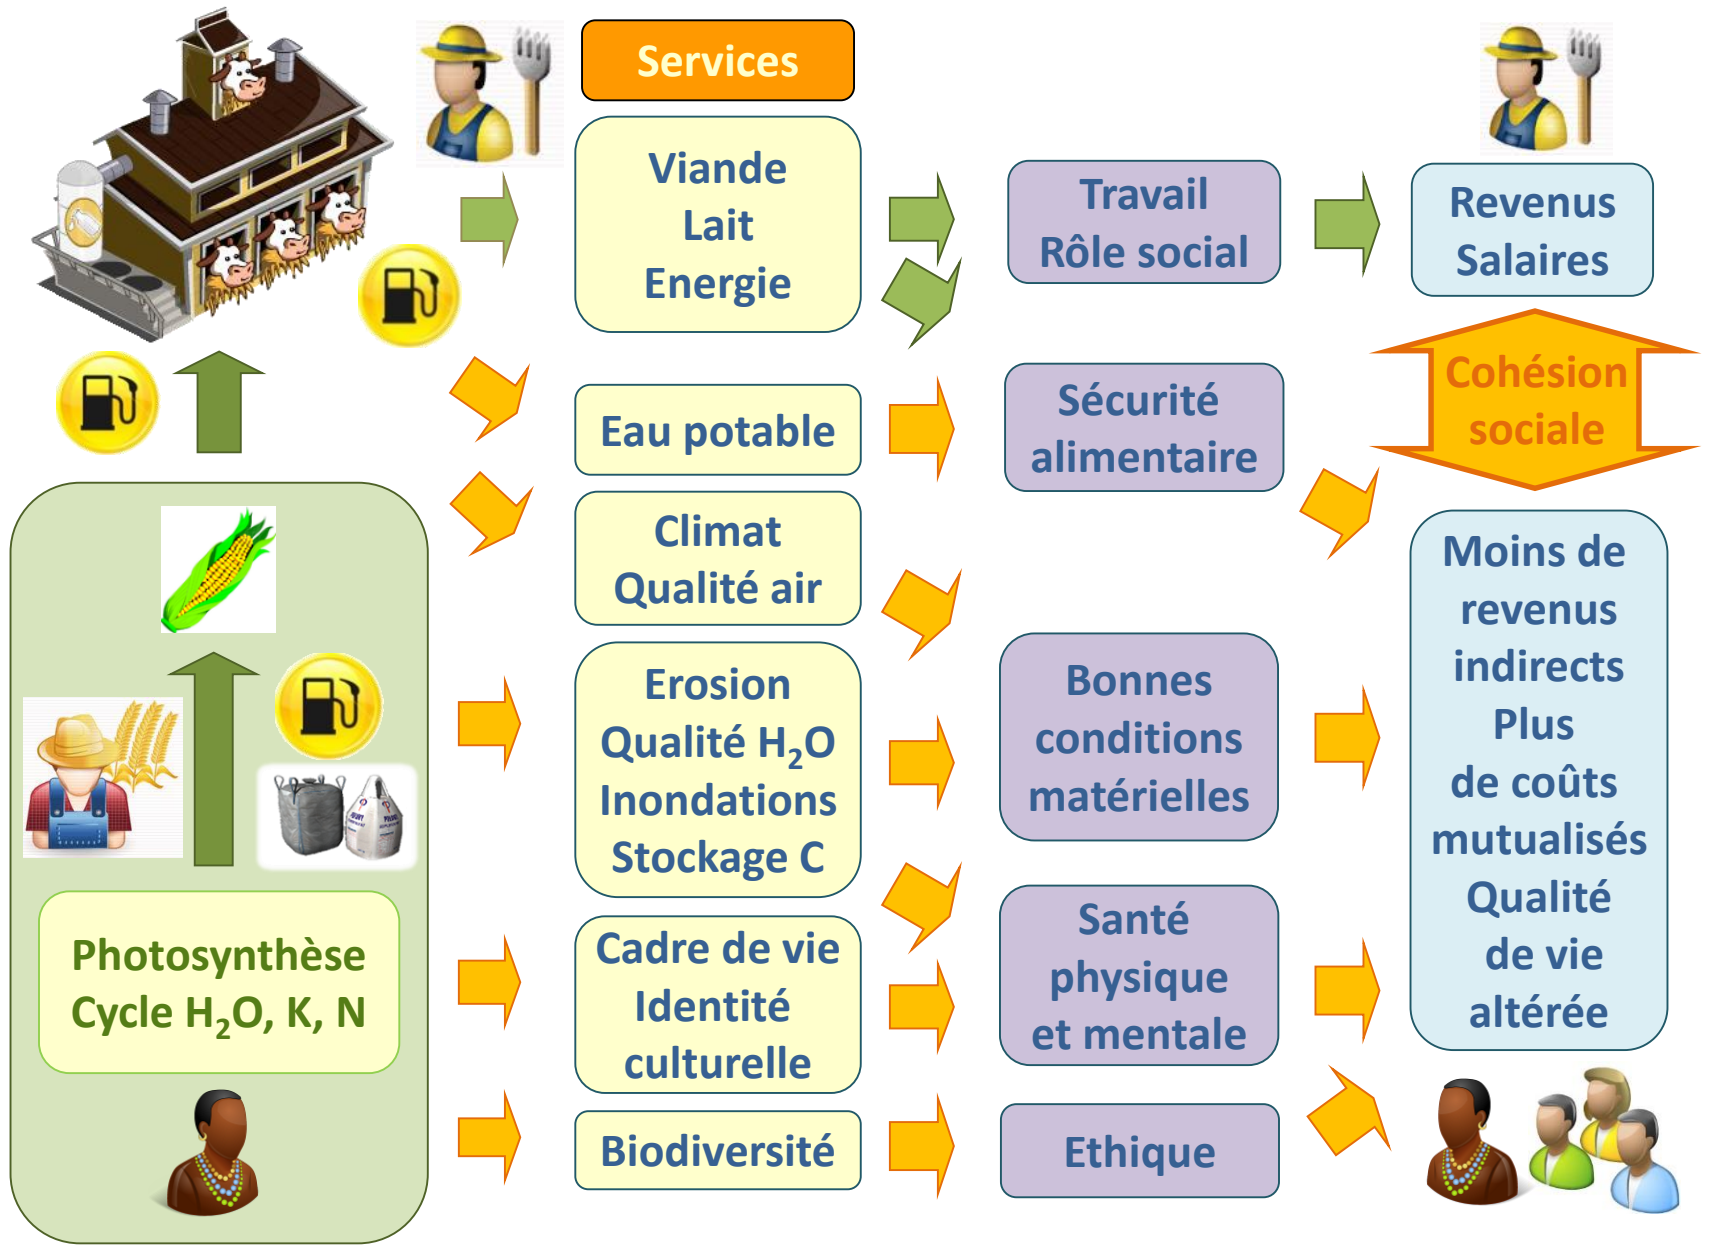 Services
Viande
Lait
Energie
Travail
Rôle social
Revenus
Salaires
Cohésion
sociale
Eau potable
Sécurité
alimentaire
Climat
Qualité air
Erosion
Qualité H₂O
Inondations
Stockage C
Bonnes
conditions
matérielles
Moins de
revenus
indirects
Plus
de coûts
mutualisés
Qualité
de vie
altérée
Photosynthèse
Cycle H₂O, K, N
Cadre de vie
Identité
culturelle
Santé
physique
et mentale
Biodiversité
Ethique